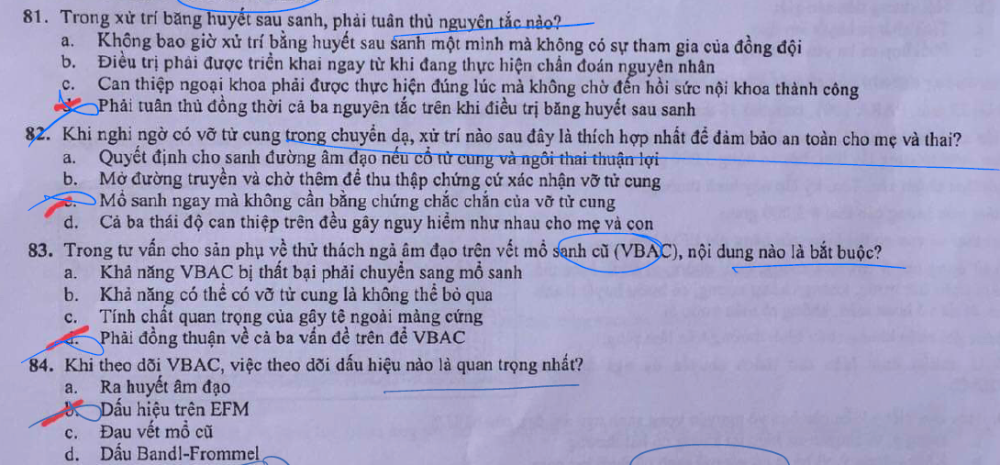 81. Trong xử trí băng huyết sau sanh, phải tuân thủ nguyên tắc nào?
a. Không bao giờ xử trí băng huyết sau sanh một mình mà không có sự tham gia của đồng đội
b. Điều trị phải được triển khai ngay từ khi đang thực hiện chẩn đoán nguyên nhân
c. Can thiệp ngoại khoa phải được thực hiện đúng lúc mà không chờ đến hồi sức nội khoa thành công
d. Phải tuân thủ đồng thời cả ba nguyên tắc trên khi điều trị băng huyết sau sanh
82. Khi nghi ngờ có vỡ tử cung trong chuyển dạ, xử trí nào sau đây là thích hợp nhất để đảm bảo an toàn cho mẹ và thai?
a. Quyết định cho sanh đường âm đạo nếu cổ tử cung và ngôi thai thuận lợi
b. Mở đường truyền và chờ thêm để thu thập chứng cứ xác nhận vỡ tử cung
c. Mổ sanh ngay mà không cần bằng chứng chắc chắn của vỡ tử cung
d. Cả ba thái độ can thiệp trên đều gây nguy hiểm như nhau cho mẹ và con
83. Trong tư vấn cho sản phụ về thử thách ngả âm đạo trên vết mổ sanh cũ (VBAC), nội dung nào là bắt buộc?
a. Khả năng VBAC bị thất bại phải chuyển sang mổ sanh
b. Khả năng có thể có vỡ tử cung là không thể bỏ qua
c. Tính chất quan trọng của gây tê ngoài màng cứng
d. Phải đồng thuận về cả ba vấn đề trên để VBAC
84. Khi theo dõi VBAC, việc theo dõi dấu hiệu nào là quan trọng nhất?
a. Ra huyết âm đạo
b. Dấu hiệu trên EFM
c. Đau vết mổ cũ
d. Dấu Bandl-Frommel